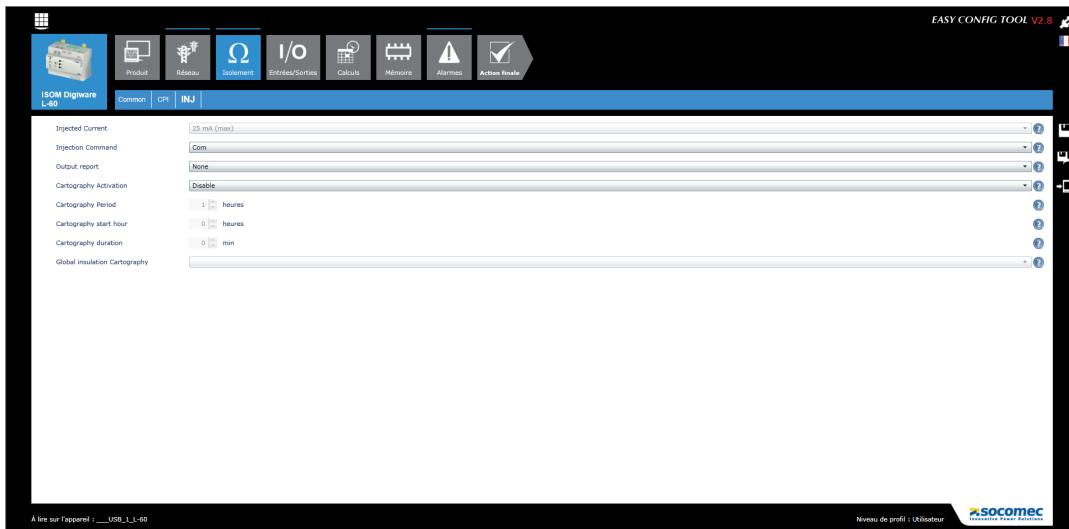 EASY CONFIG TOOL V2.8
Produit
Réseau
Isolement
I/O
Entrées/Sorties
Calculs
Mémoire
Alarmes
Action finale
ISOM Digiware
L-60
Common
CPI
INJ
Injected Current
25 mA (max)
Injection Command
Com
Output report
None
Cartography Activation
Disable
Cartography Period
1
heures
Cartography start hour
0
heures
Cartography duration
0
min
Global insulation Cartography
À lire sur l'appareil : ___USB_1_L-60
Niveau de profil : Utilisateur
socomec
Innovative Power Solutions